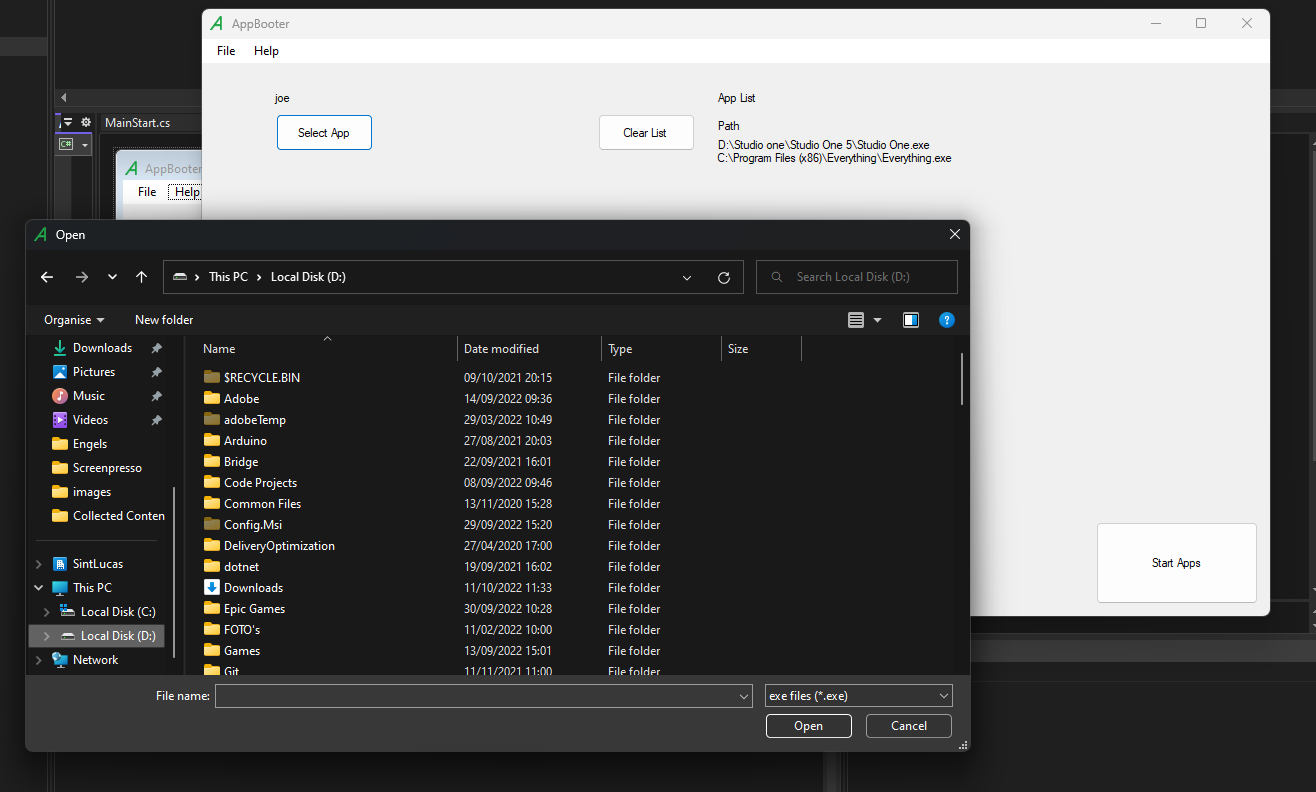 AppBooter
File Help
joe
App List
Select App
Clear List
Path
D:\Studio one\Studio One 5\Studio One.exe
C:\Program Files (x86)\Everything\Everything.exe
Start Apps
MainStart.cs
C#
AppBooter
File Help
Open
This PC > Local Disk (D:)
Search Local Disk (D:)
Organise New folder
?
Downloads
Pictures
Music
Videos
Engels
Screenpresso
images
Collected Conten
SintLucas
This PC
Local Disk (C:)
Local Disk (D:)
Network
Name Date modified Type Size
$RECYCLE.BIN 09/10/2021 20:15 File folder
Adobe 14/09/2022 09:36 File folder
adobeTemp 29/03/2022 10:49 File folder
Arduino 27/08/2021 20:03 File folder
Bridge 22/09/2021 16:01 File folder
Code Projects 08/09/2022 09:46 File folder
Common Files 13/11/2020 15:28 File folder
Config.Msi 29/09/2022 15:20 File folder
DeliveryOptimization 27/04/2020 17:00 File folder
dotnet 19/09/2021 16:02 File folder
Downloads 11/10/2022 11:33 File folder
Epic Games 30/09/2022 10:28 File folder
FOTO's 11/02/2022 10:00 File folder
Games 13/09/2022 15:01 File folder
Git 11/11/2021 11:00 File folder
File name:
exe files (*.exe)
Open Cancel